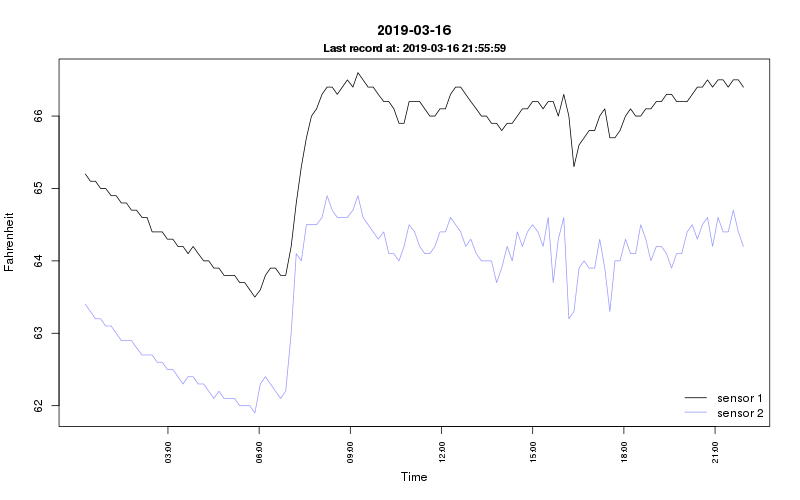 2019-03-16
Last record at: 2019-03-16 21:55:59
Fahrenheit
66
65
64
63
62
sensor 1
sensor 2
03:00
06:00
09:00
12:00
15:00
18:00
21:00
Time